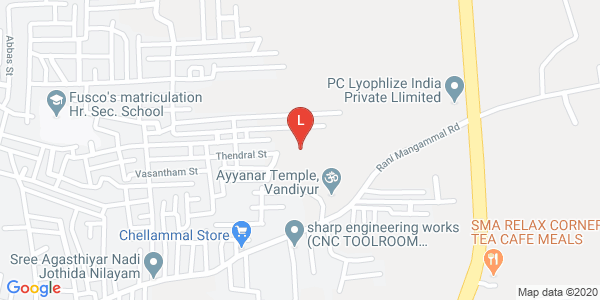 Abbas St
Fusco's matriculation
Hr. Sec. School
PC Lyophlize India
Private Llimited
L
Rani Mangammal Rd
Thendral St
Vasantham St
Ayyanar Temple,
Vandiyur
Chellammal Store
sharp engineering works
(CNC TOOLROOM...
SMA RELAX CORNER
TEA CAFE MEALS
Sree Agasthiyar Nadi
Jothida Nilayam
Google
Map data ©2020